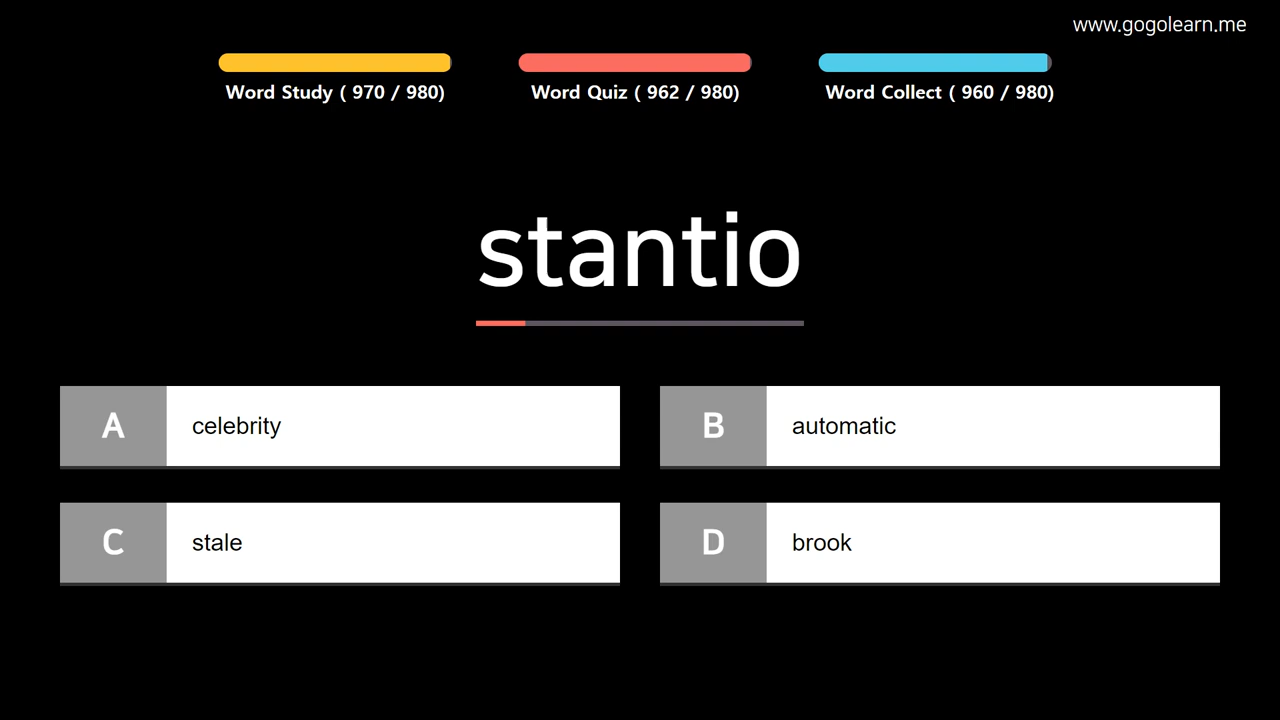 www.gogolearn.me
Word Study ( 970 / 980)
Word Quiz ( 962 / 980)
Word Collect ( 960 / 980)
stantio
A celebrity
B automatic
C stale
D brook